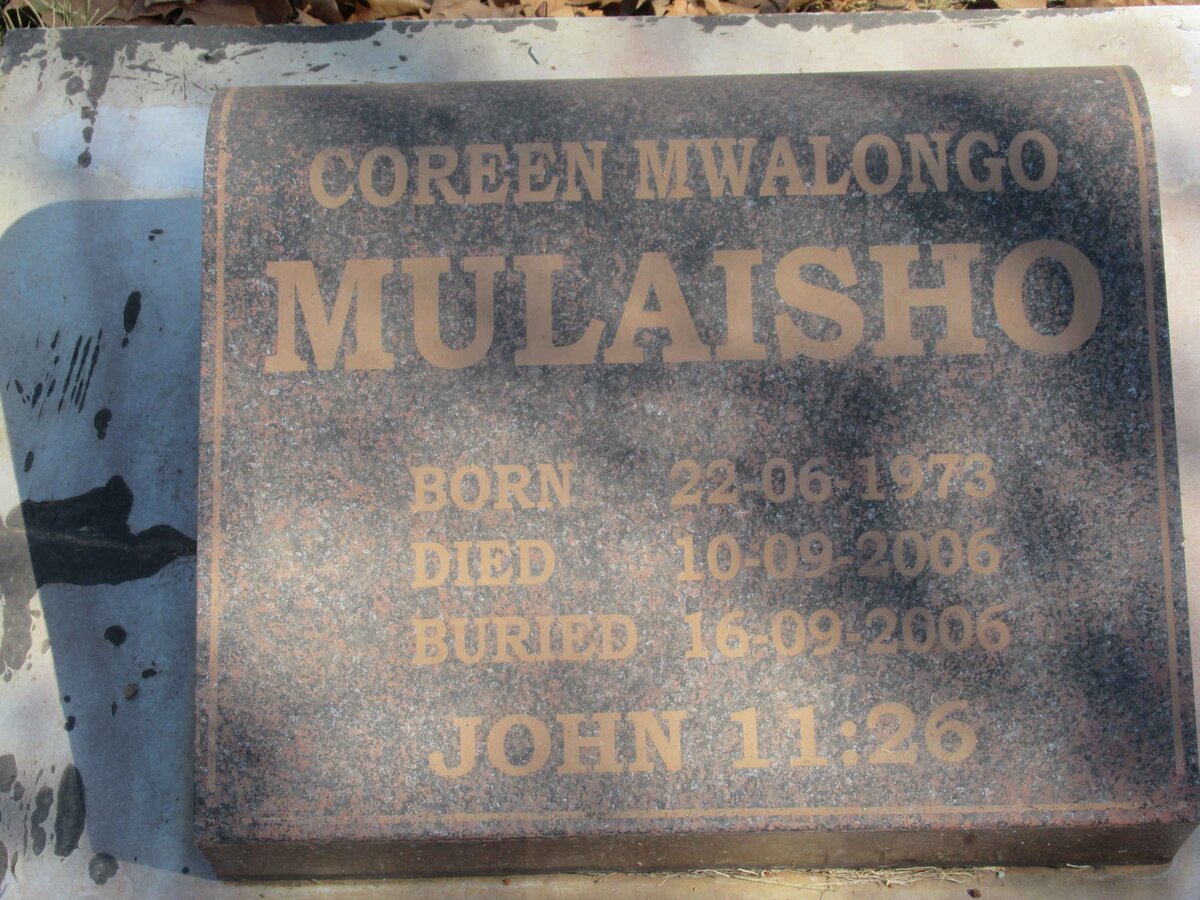 COREEN MWALONGO
MULAISHO
BORN 22-06-1973
DIED 10-09-2006
BURIED 16-09-2006
JOHN 11:26